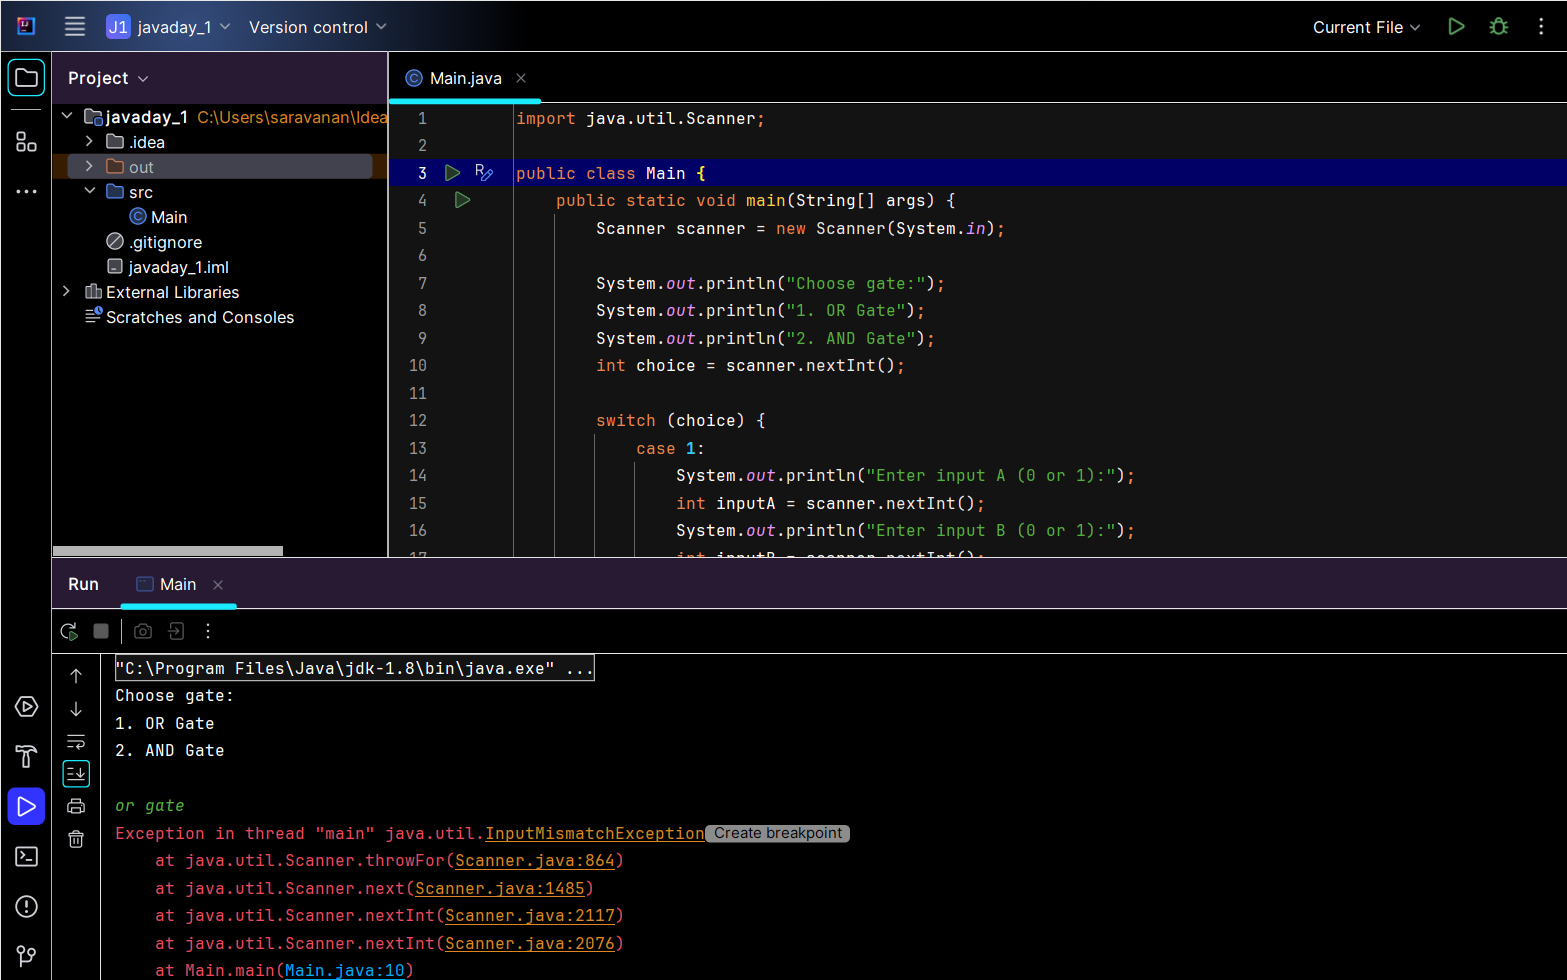 J1 javaday_1 Version control Current File
Project
Main.java
javaday_1 C:\Users\saravanan\Idea
.idea
out
src
Main
.gitignore
javaday_1.iml
External Libraries
Scratches and Consoles
1 import java.util.Scanner;
2
3 public class Main {
4 public static void main(String[] args) {
5 Scanner scanner = new Scanner(System.in);
6
7 System.out.println("Choose gate:");
8 System.out.println("1. OR Gate");
9 System.out.println("2. AND Gate");
10 int choice = scanner.nextInt();
11
12 switch (choice) {
13 case 1:
14 System.out.println("Enter input A (0 or 1):");
15 int inputA = scanner.nextInt();
16 System.out.println("Enter input B (0 or 1):");
17 int inputB = scanner.nextInt();
Run Main
"C:\Program Files\Java\jdk-1.8\bin\java.exe" ...
Choose gate:
1. OR Gate
2. AND Gate
or gate
Exception in thread "main" java.util.InputMismatchException Create breakpoint
at java.util.Scanner.throwFor(Scanner.java:864)
at java.util.Scanner.next(Scanner.java:1485)
at java.util.Scanner.nextInt(Scanner.java:2117)
at java.util.Scanner.nextInt(Scanner.java:2076)
at Main.main(Main.java:10)